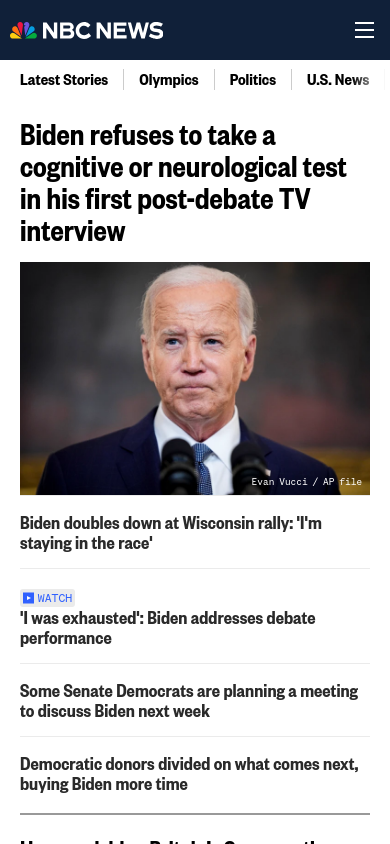 NBC NEWS
Latest Stories
Olympics
Politics
U.S. News
Biden refuses to take a
cognitive or neurological test
in his first post-debate TV
interview
Evan Vucci / AP file
Biden doubles down at Wisconsin rally: 'I'm
staying in the race'
WATCH
'I was exhausted': Biden addresses debate
performance
Some Senate Democrats are planning a meeting
to discuss Biden next week
Democratic donors divided on what comes next,
buying Biden more time